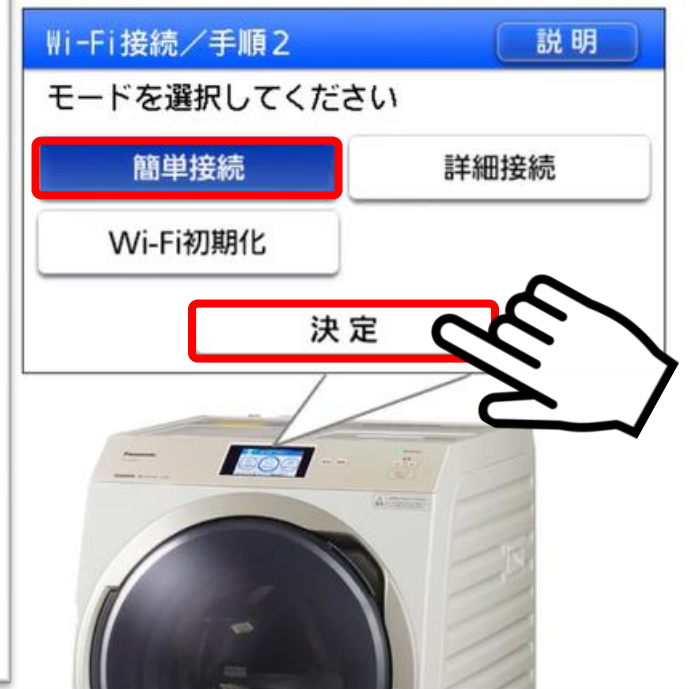 Wi-Fi接続／手順2
説明
モードを選択してください
簡単接続
詳細接続
Wi-Fi初期化
決定
Panasonic